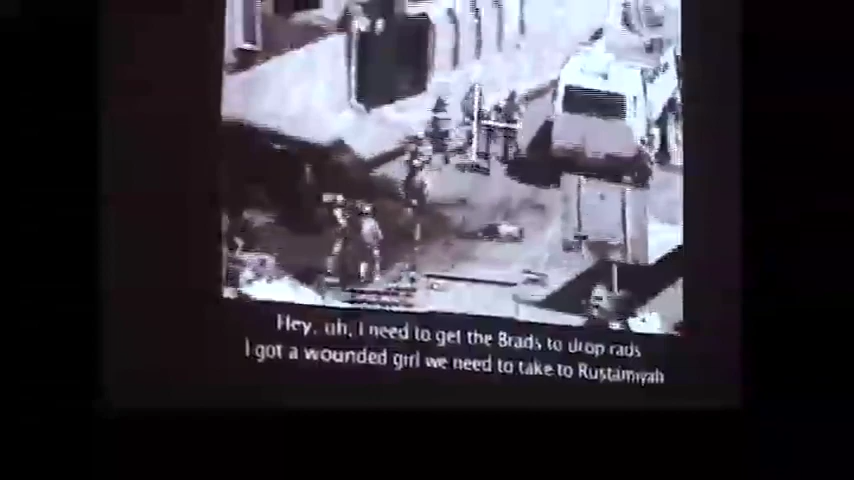 Hey, uh, I need to get the Brads to drop rads
I got a wounded girl we need to take to Rustamiyah